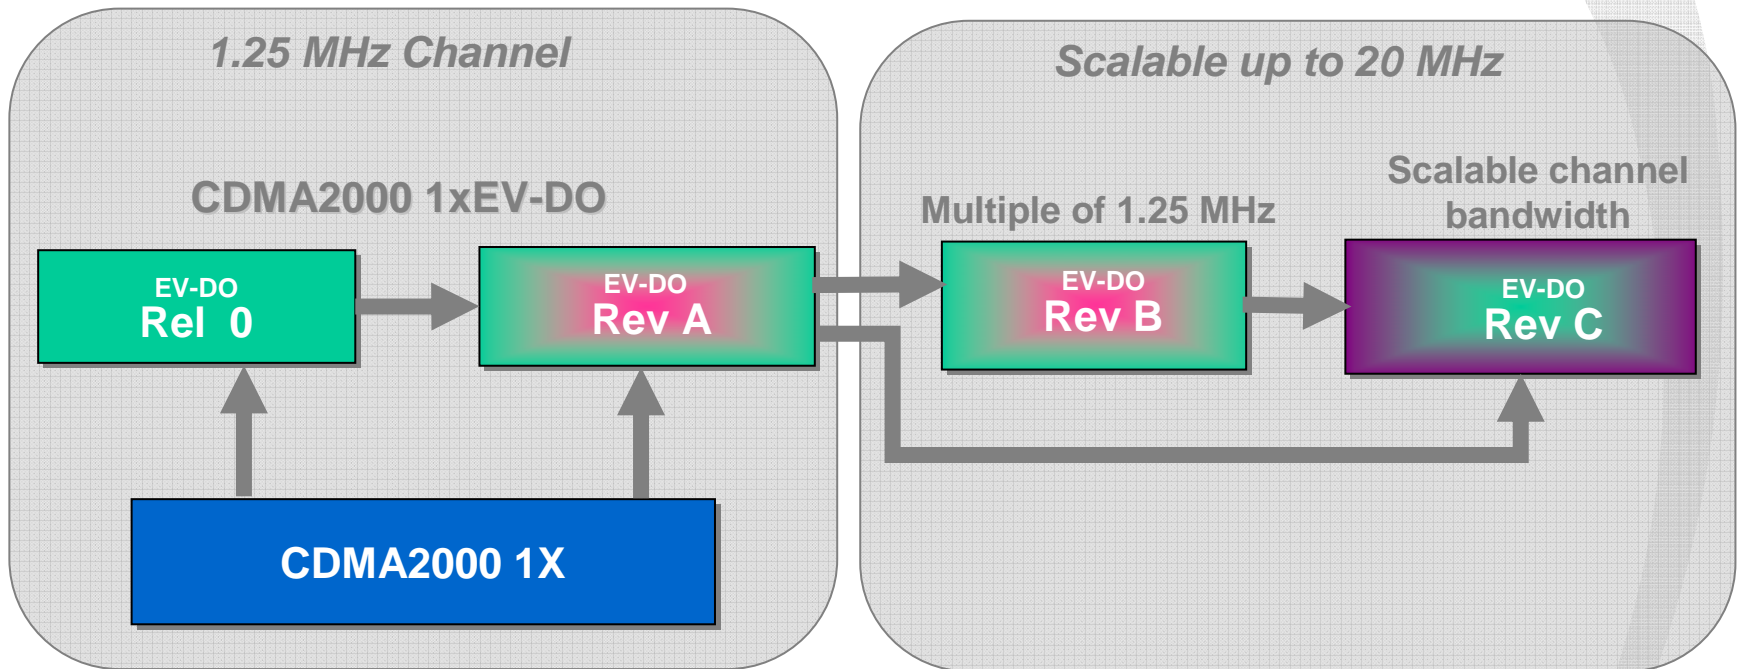 1.25 MHz Channel
CDMA2000 1xEV-DO
EV-DO
Rel 0
EV-DO
Rev A
CDMA2000 1X
Scalable up to 20 MHz
Multiple of 1.25 MHz
EV-DO
Rev B
Scalable channel
bandwidth
EV-DO
Rev C